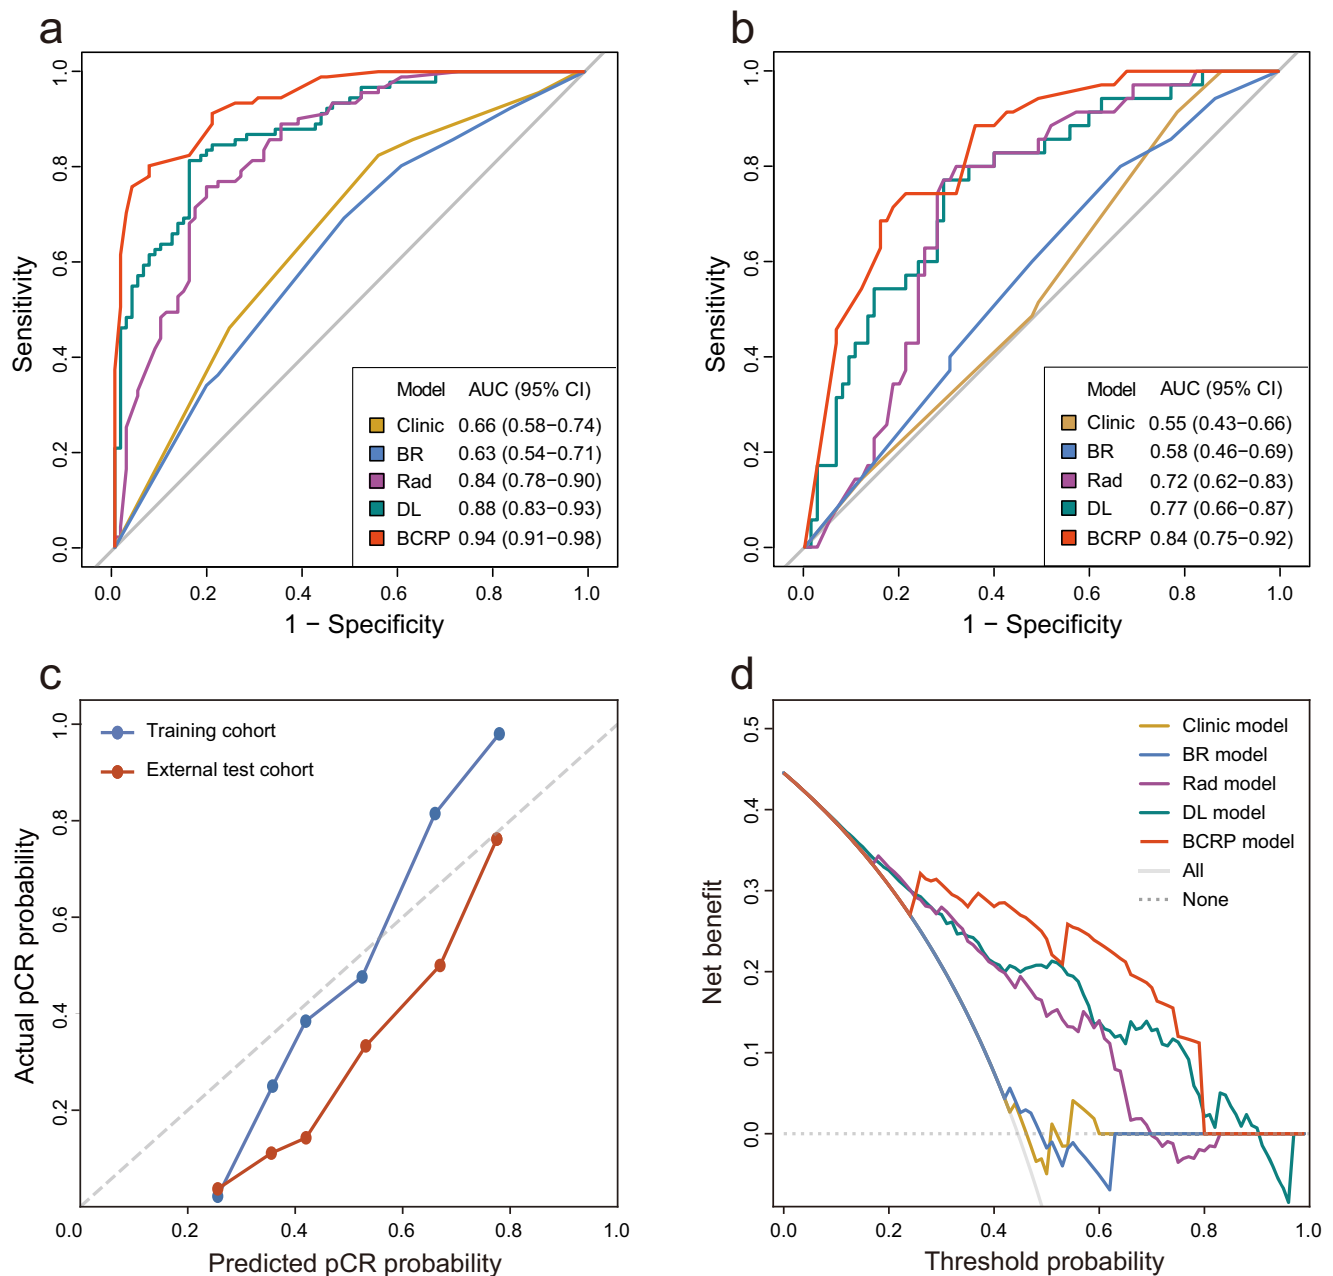 a
1.0
0.8
0.6
0.4
0.2
0.0
Sensitivity
Model AUC (95% CI)
Clinic 0.66 (0.58−0.74)
BR 0.63 (0.54−0.71)
Rad 0.84 (0.78−0.90)
DL 0.88 (0.83−0.93)
BCRP 0.94 (0.91−0.98)
0.0 0.2 0.4 0.6 0.8 1.0
1 − Specificity
b
1.0
0.8
0.6
0.4
0.2
0.0
Sensitivity
Model AUC (95% CI)
Clinic 0.55 (0.43−0.66)
BR 0.58 (0.46−0.69)
Rad 0.72 (0.62−0.83)
DL 0.77 (0.66−0.87)
BCRP 0.84 (0.75−0.92)
0.0 0.2 0.4 0.6 0.8 1.0
1 − Specificity
c
1.0
0.8
0.6
0.4
0.2
Actual pCR probability
Training cohort
External test cohort
0.0 0.2 0.4 0.6 0.8 1.0
Predicted pCR probability
d
0.5
0.4
0.3
0.2
0.1
0.0
Net benefit
Clinic model
BR model
Rad model
DL model
BCRP model
All
None
0.0 0.2 0.4 0.6 0.8 1.0
Threshold probability